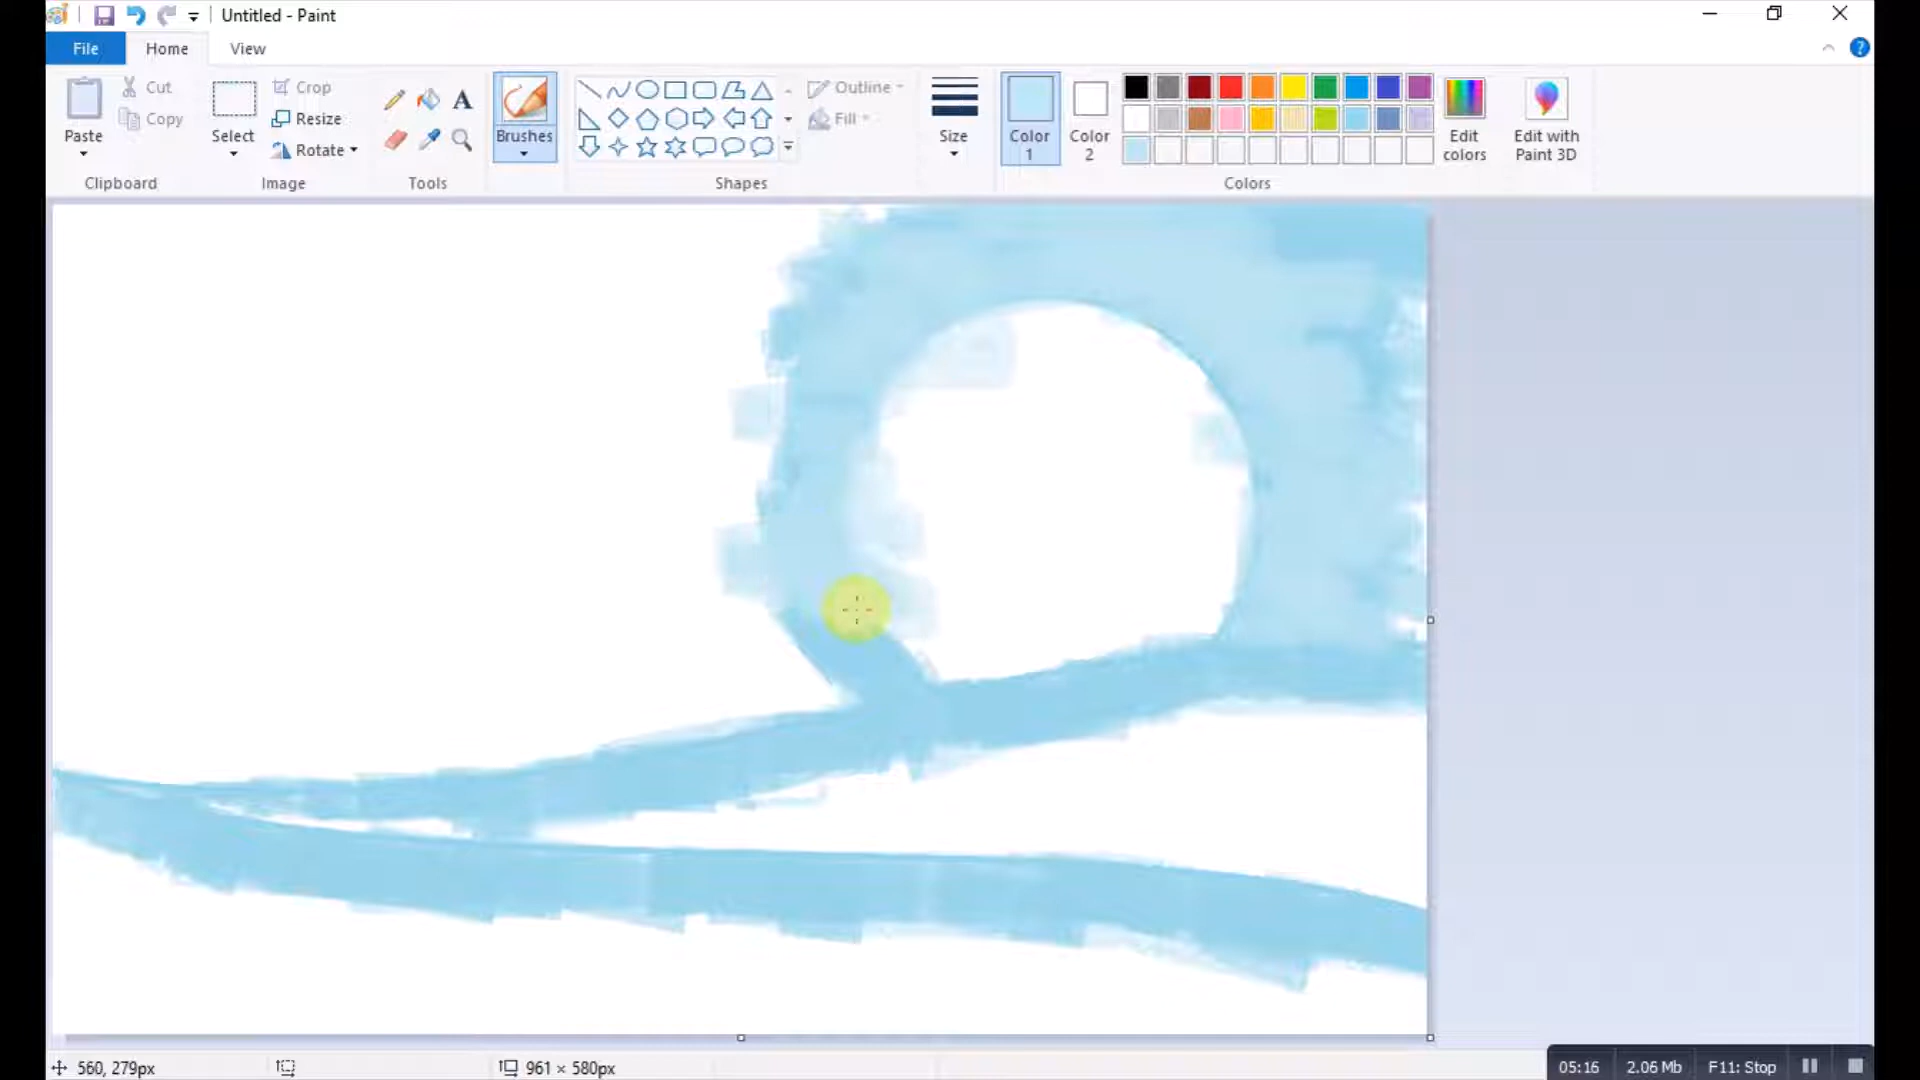 Untitled - Paint
File Home View
Paste
Cut
Copy
Clipboard
Select
Crop
Resize
Rotate
Image
A
Tools
Brushes
Outline
Fill
Shapes
Size
Color
1
Color
2
Edit
colors
Colors
Edit with
Paint 3D
?
560, 279px
961 × 580px
05:16 2.06 Mb F11: Stop